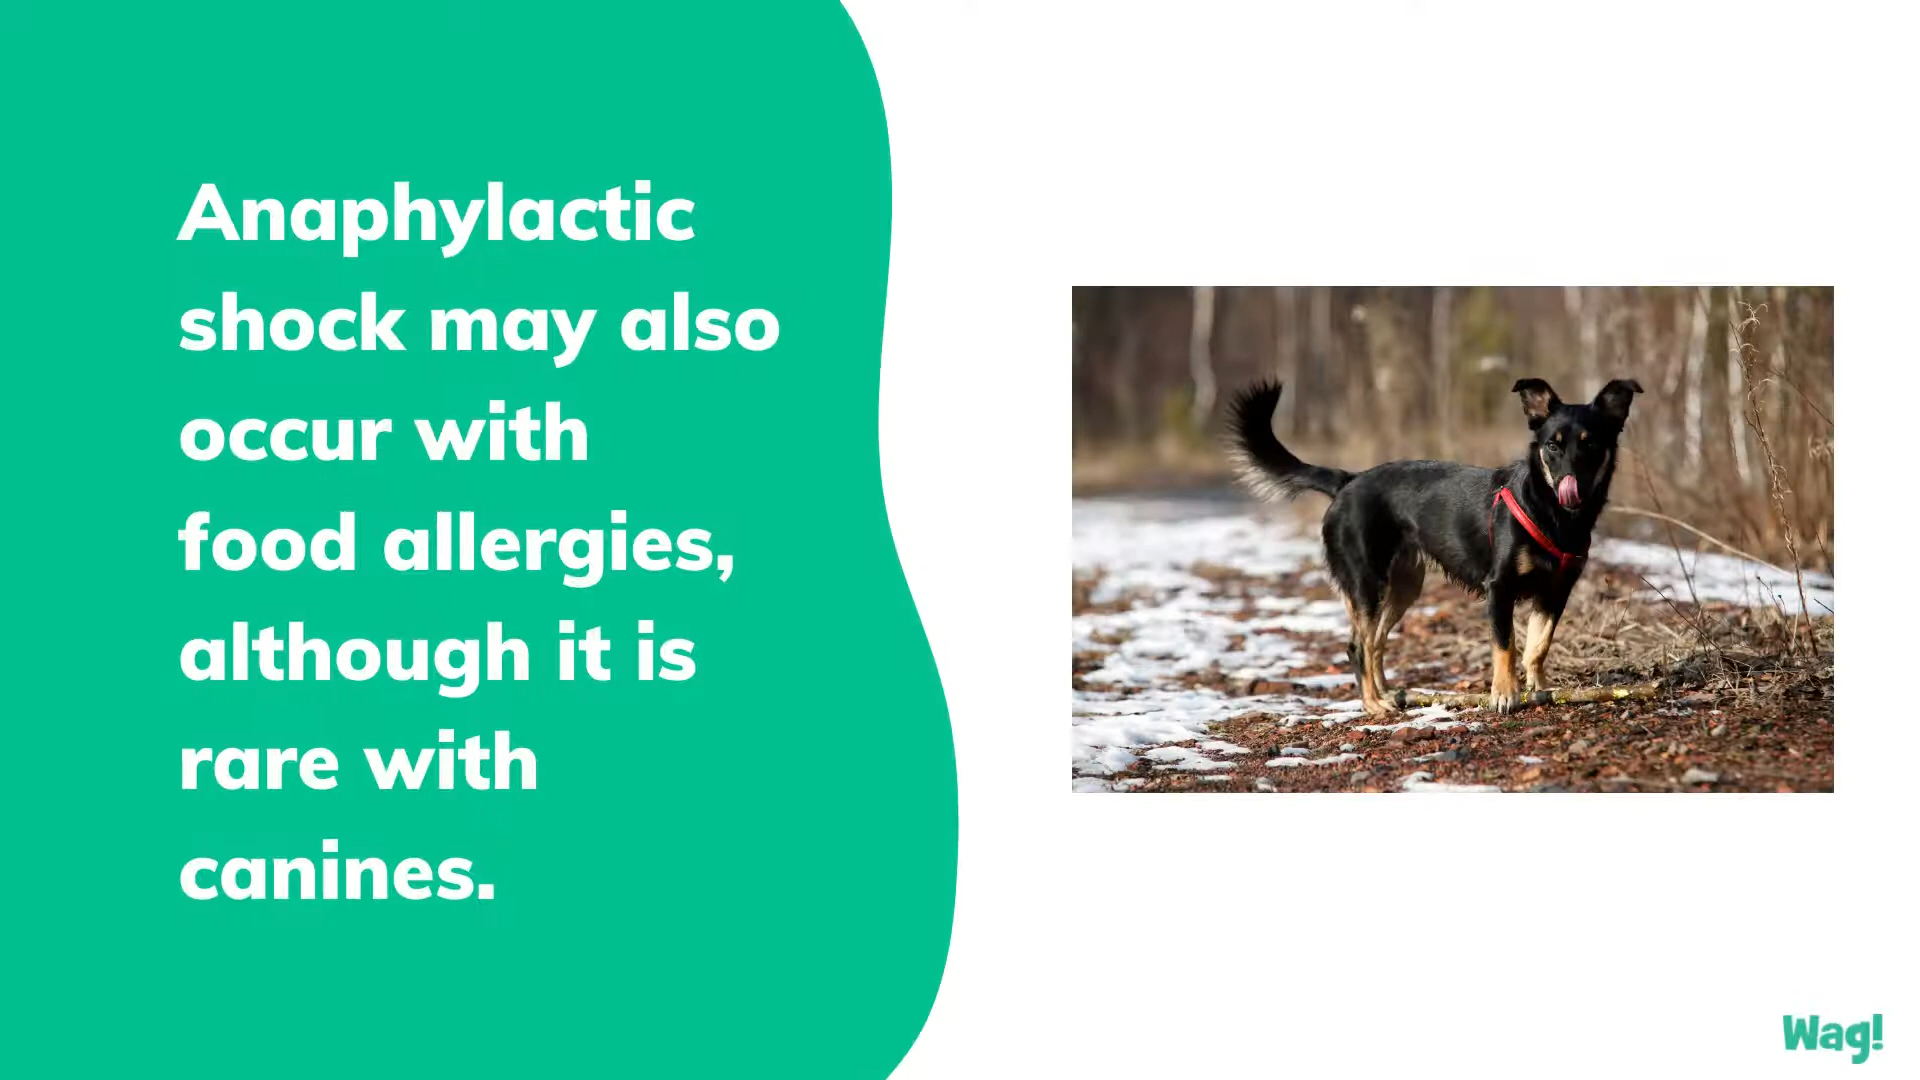 Anaphylactic
shock may also
occur with
food allergies,
although it is
rare with
canines.
Wag!